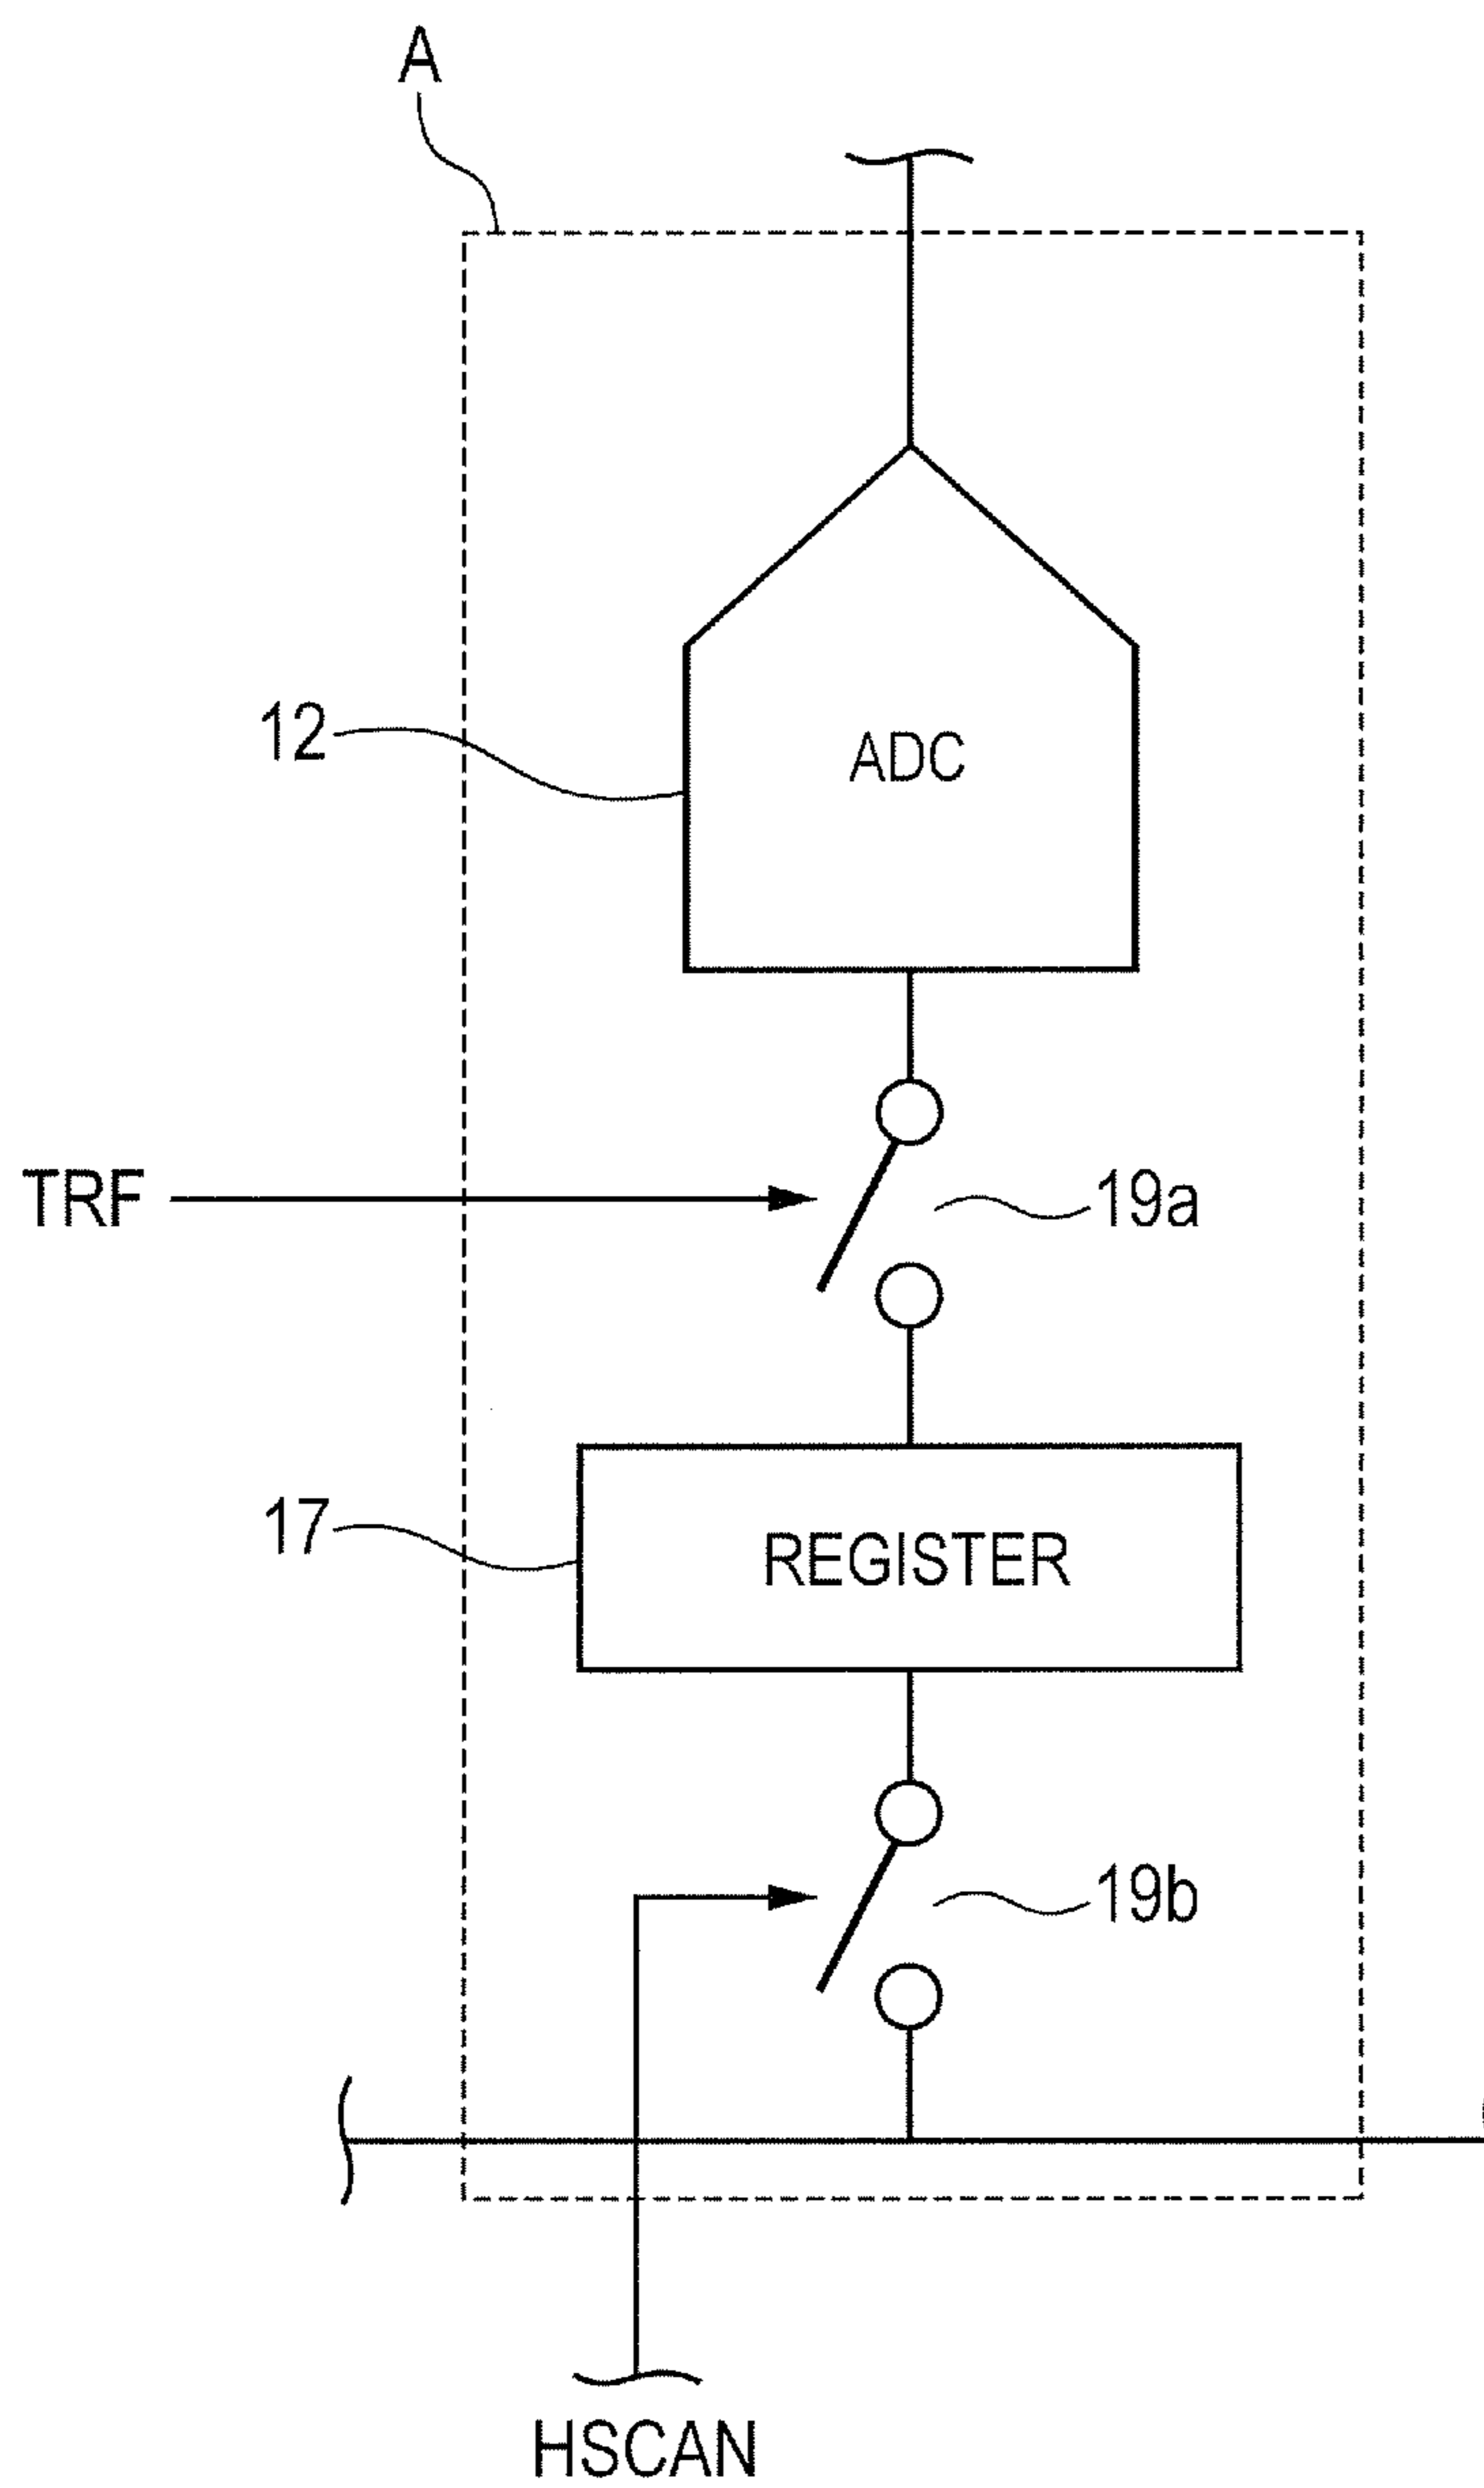 A
12
ADC
TRF
19a
17
REGISTER
19b
HSCAN